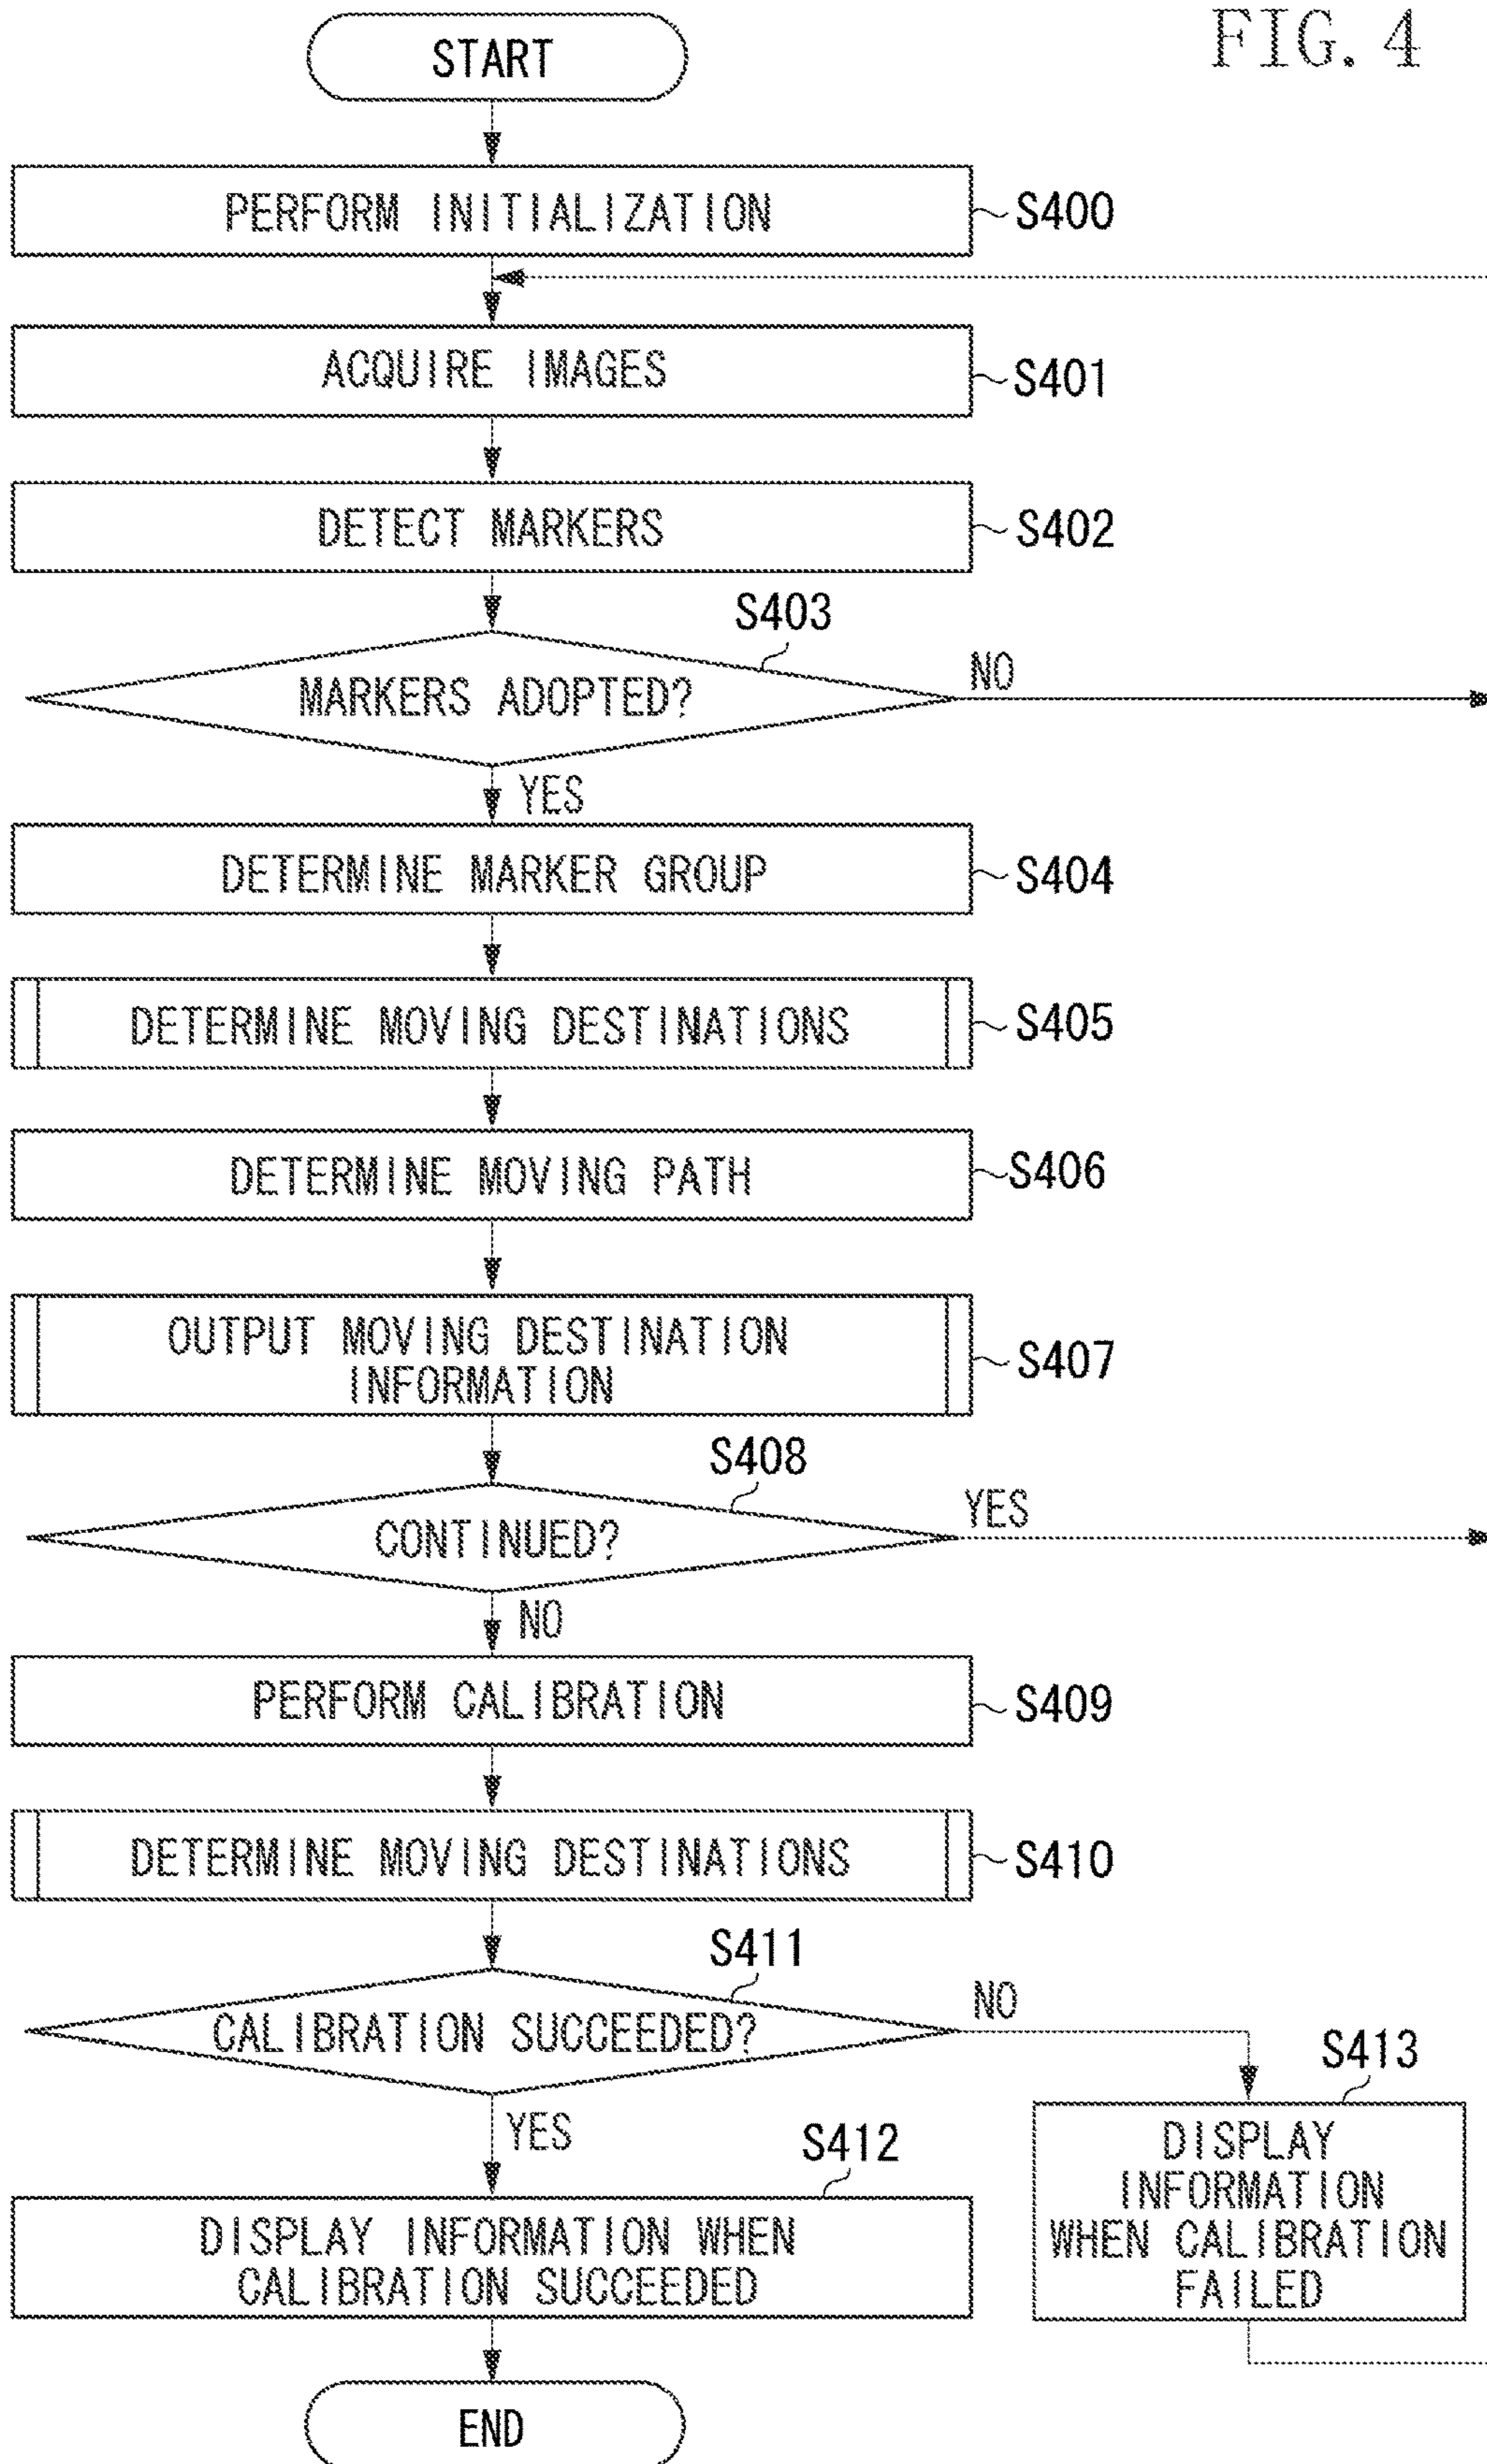 FIG. 4
START
PERFORM INITIALIZATION
S400
ACQUIRE IMAGES
S401
DETECT MARKERS
S402
S403
MARKERS ADOPTED?
NO
YES
DETERMINE MARKER GROUP
S404
DETERMINE MOVING DESTINATIONS
S405
DETERMINE MOVING PATH
S406
OUTPUT MOVING DESTINATION
INFORMATION
S407
S408
CONTINUED?
YES
NO
PERFORM CALIBRATION
S409
DETERMINE MOVING DESTINATIONS
S410
S411
CALIBRATION SUCCEEDED?
NO
YES
S413
DISPLAY
INFORMATION
WHEN CALIBRATION
FAILED
S412
DISPLAY INFORMATION WHEN
CALIBRATION SUCCEEDED
END